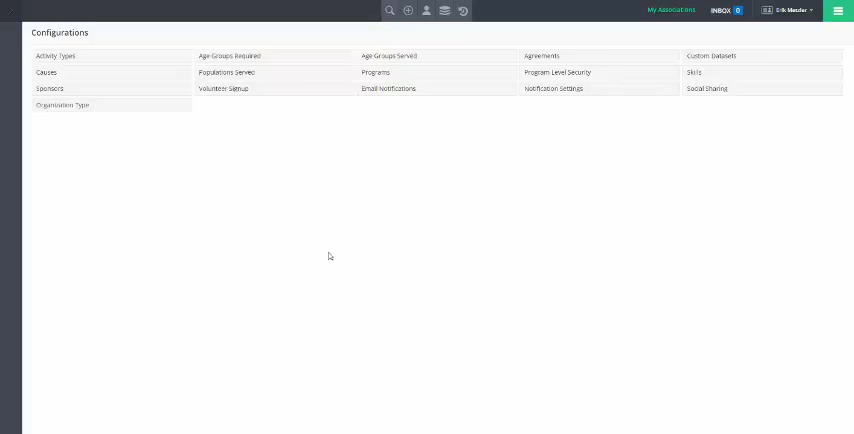 My Associations INBOX 0 Erik Metzler
Configurations
Activity Types Age Groups Required Age Groups Served Agreements Custom Datasets
Causes Populations Served Programs Program Level Security Skills
Sponsors Volunteer Signup Email Notifications Notification Settings Social Sharing
Organization Type